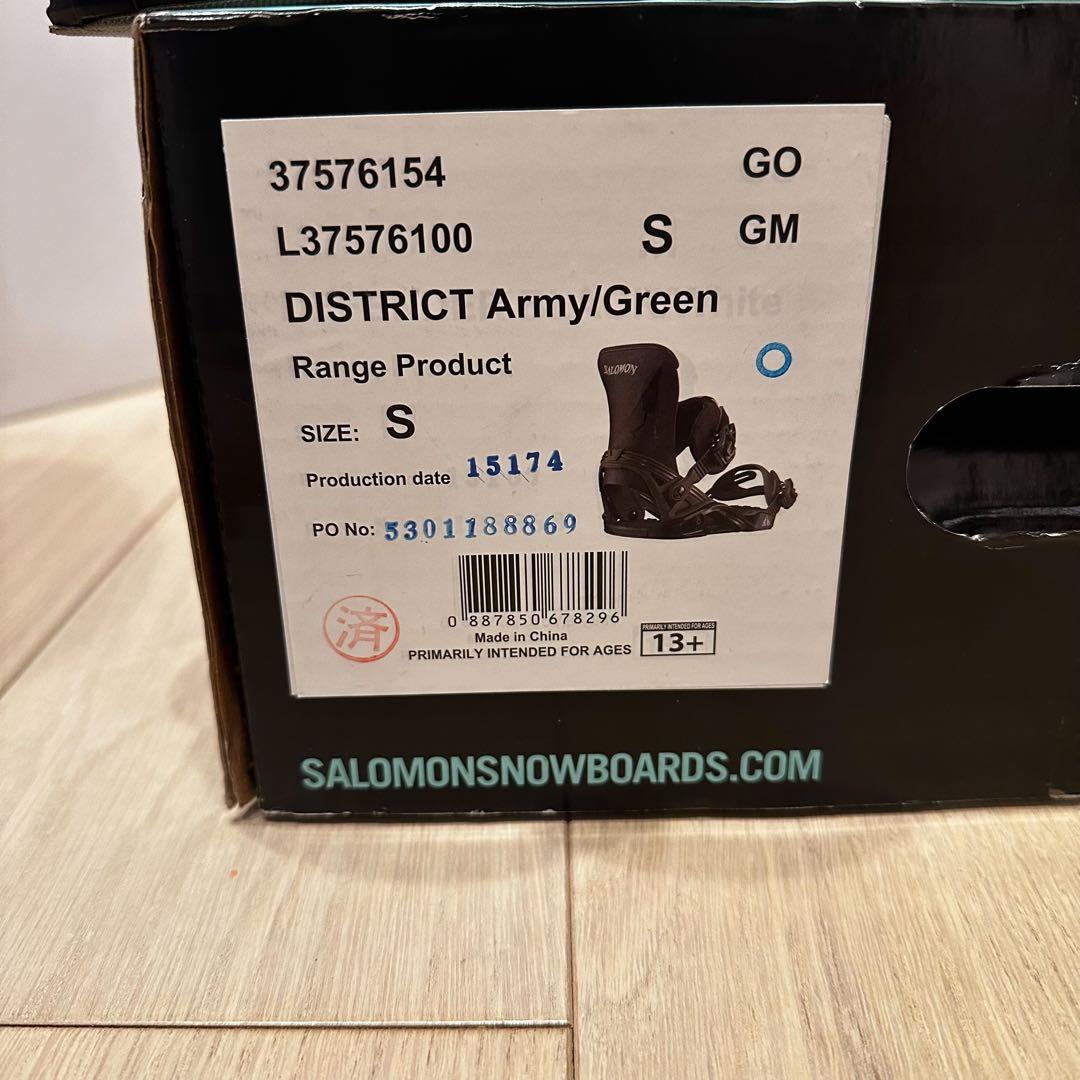 37576154 GO
L37576100 S GM
DISTRICT Army/Green
Range Product
SALOMON
SIZE: S
Production date 15174
PO No: 5301188869
0 887850 678296
Made in China
PRIMARILY INTENDED FOR AGES
PRIMARILY INTENDED FOR AGES
13+
済
SALOMONSNOWBOARDS.COM